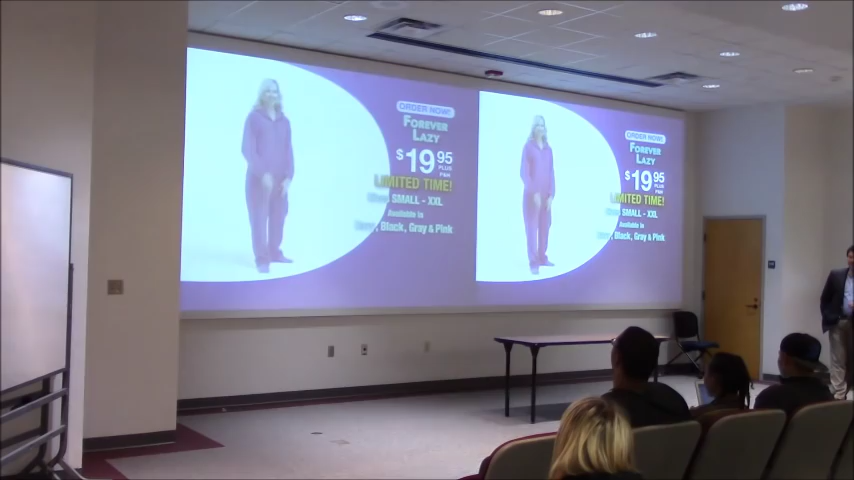 ORDER NOW!
FOREVER
LAZY
$19.95
PLUS
P&H
LIMITED TIME!
SMALL - XXL
Available in
, Black, Gray & Pink
ORDER NOW!
FOREVER
LAZY
$19.95
PLUS
P&H
LIMITED TIME!
SMALL - XXL
Available in
, Black, Gray & Pink